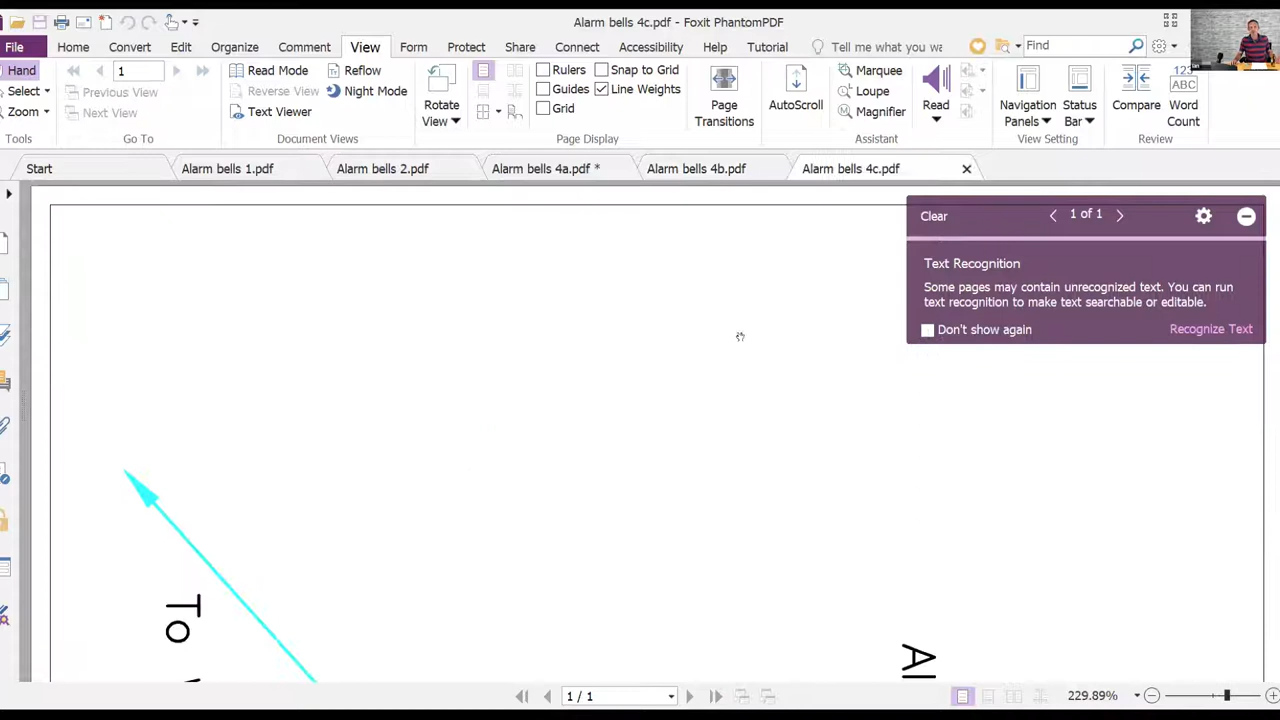 Alarm bells 4c.pdf - Foxit PhantomPDF
File Home Convert Edit Organize Comment View Form Protect Share Connect Accessibility Help Tutorial Tell me what you wa Find
Hand
Select
Zoom
Tools
1
Previous View
Next View
Go To
Read Mode
Reverse View
Text Viewer
Reflow
Night Mode
Document Views
Rotate
View
Rulers
Guides
Grid
Snap to Grid
Line Weights
Page Display
Page
Transitions
AutoScroll
Marquee
Loupe
Magnifier
Assistant
Read
Navigation
Panels
Status
Bar
View Setting
Compare
123
ABC
Word
Count
Review
Start Alarm bells 1.pdf Alarm bells 2.pdf Alarm bells 4a.pdf * Alarm bells 4b.pdf Alarm bells 4c.pdf
Clear 1 of 1
Text Recognition
Some pages may contain unrecognized text. You can run
text recognition to make text searchable or editable.
Don't show again Recognize Text
To
Al
1 / 1
229.89%